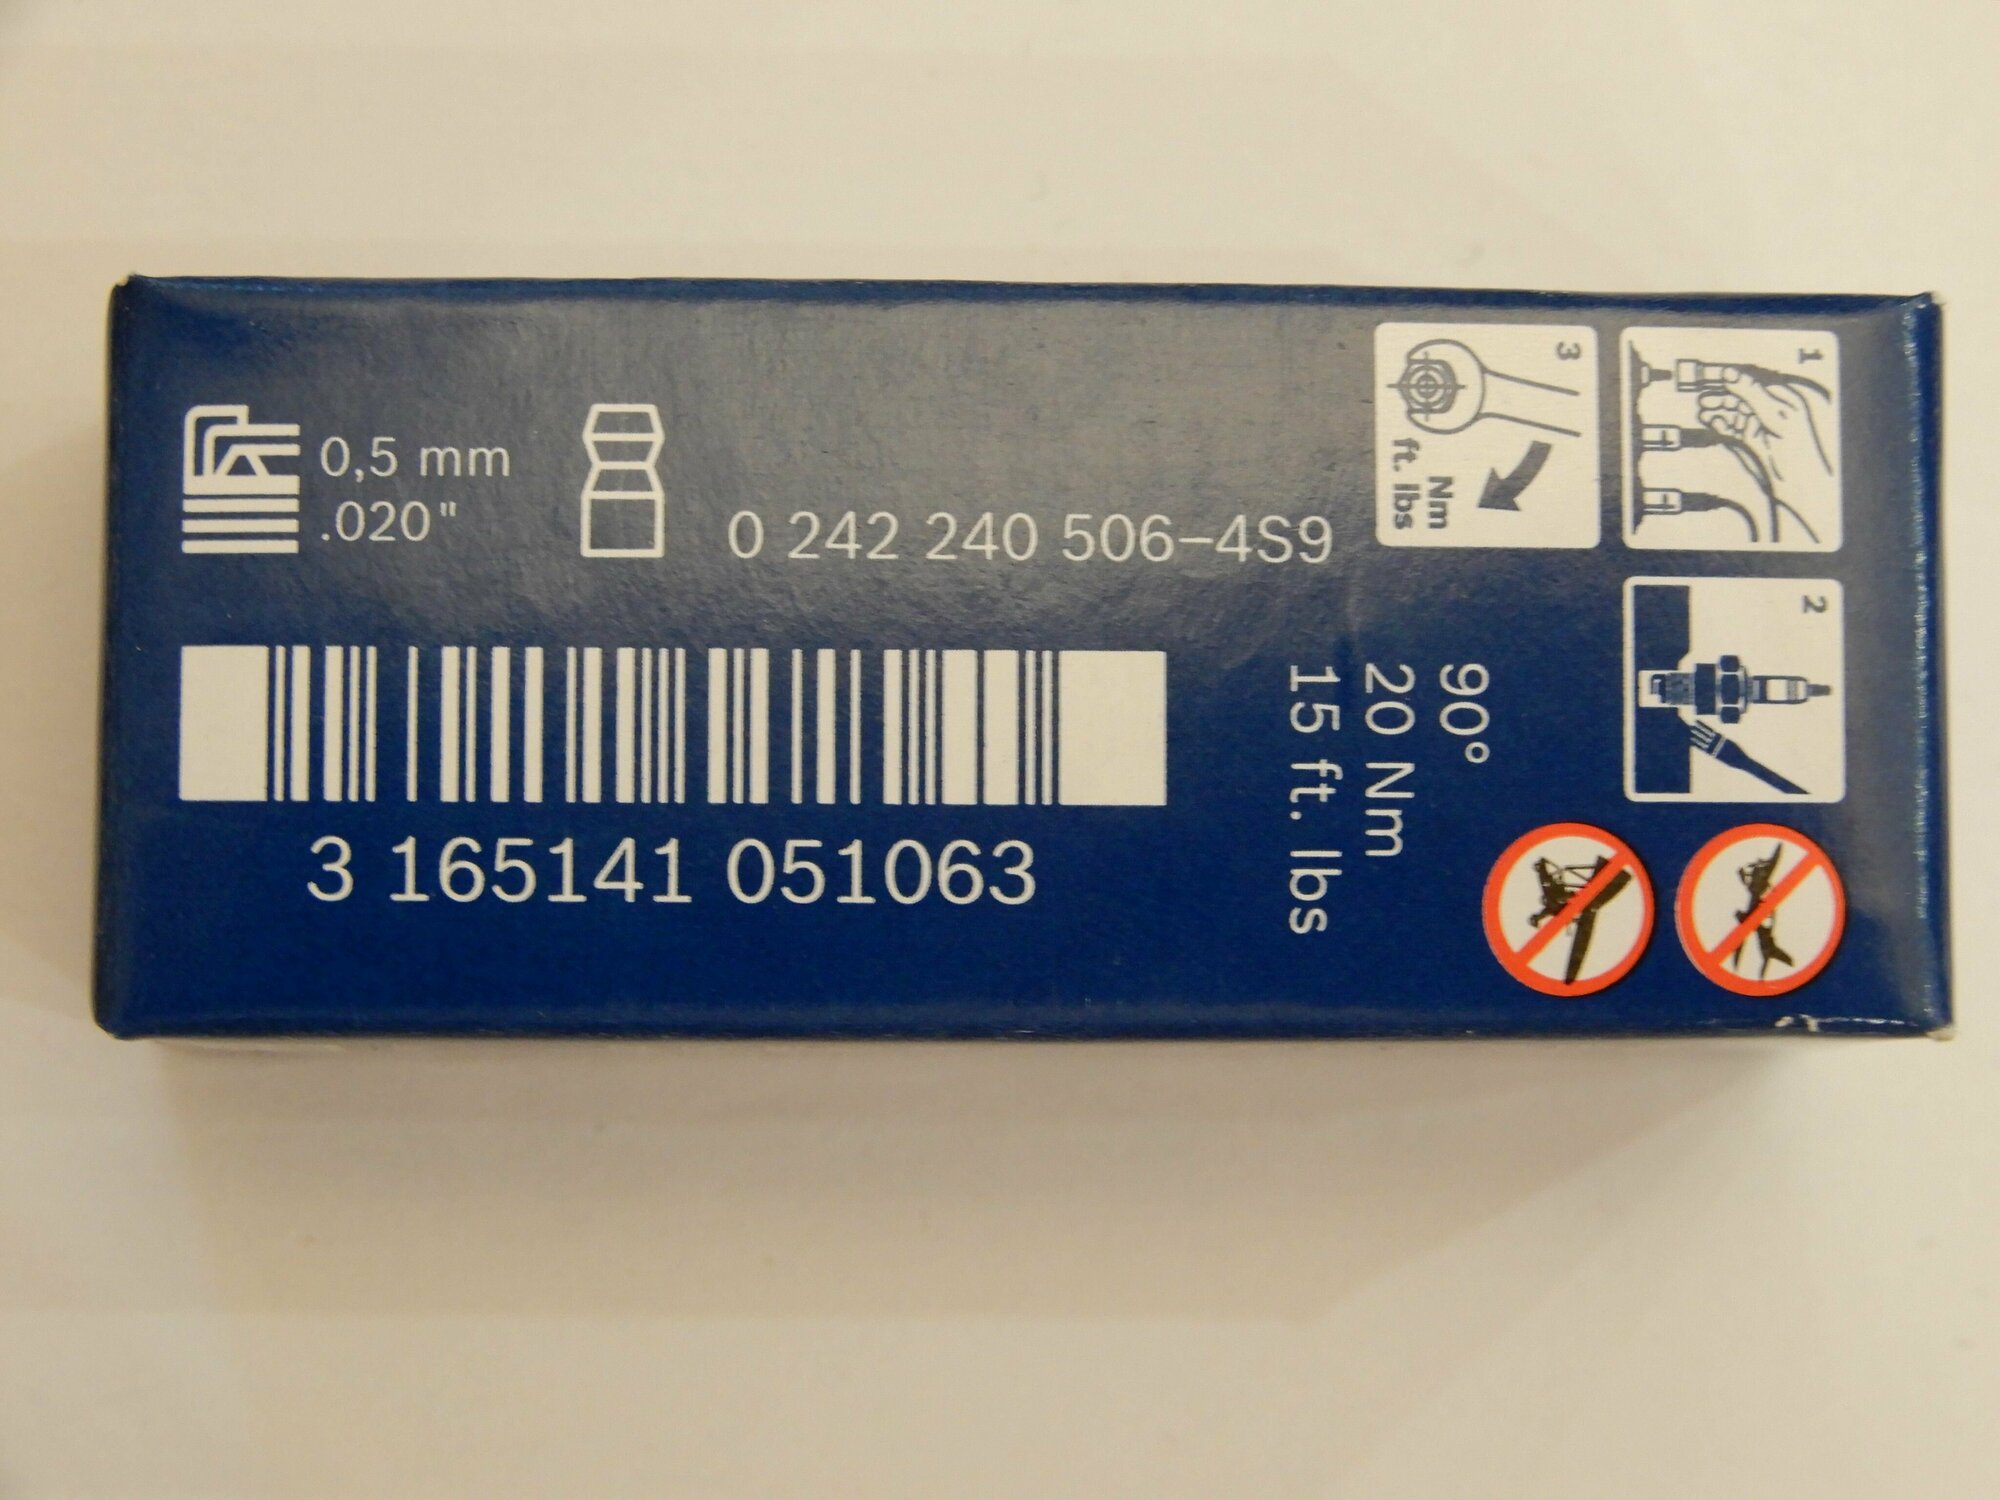 0,5 mm
.020"
0 242 240 506-4S9
3 165141 051063
1
2
3
Nm
ft. lbs
90°
20 Nm
15 ft. lbs